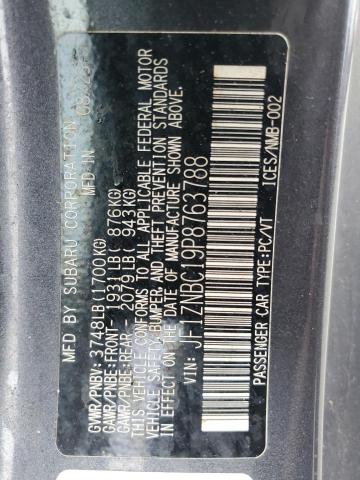 MFD BY SUBARU CORPORATION
MFD IN
GVWR/PNBV: 3748LB(1700KG)
GAWR/PNBE:FRONT- 1931LB( 876KG)
GAWR/PNBE:REAR- 2079LB( 943KG)
THIS VEHICLE CONFORMS TO ALL APPLICABLE FEDERAL MOTOR
VEHICLE SAFETY,BUMPER AND THEFT PREVENTION STANDARDS
IN EFFECT ON THE DATE OF MANUFACTURE SHOWN ABOVE.
VIN: JF1ZNBC19P8763788
PASSENGER CAR/VEHICLE TYPE:PC/VT ICES/NMB-002